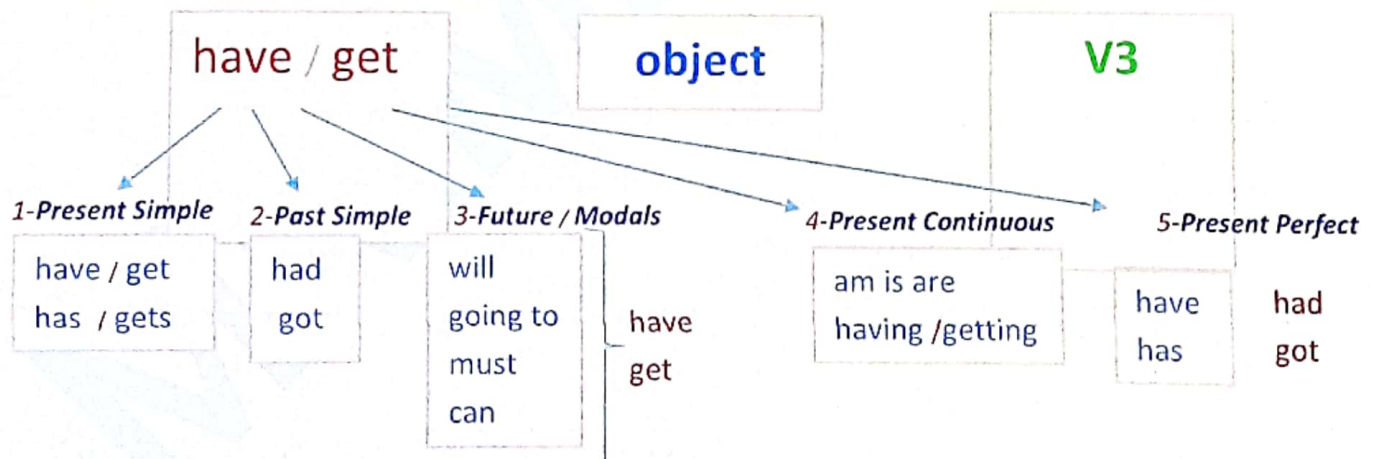 have / get
object
V3
1-Present Simple
have / get
has / gets
2-Past Simple
had
got
3-Future / Modals
will
going to
must
can
have
get
4-Present Continuous
am is are
having /getting
5-Present Perfect
have had
has got